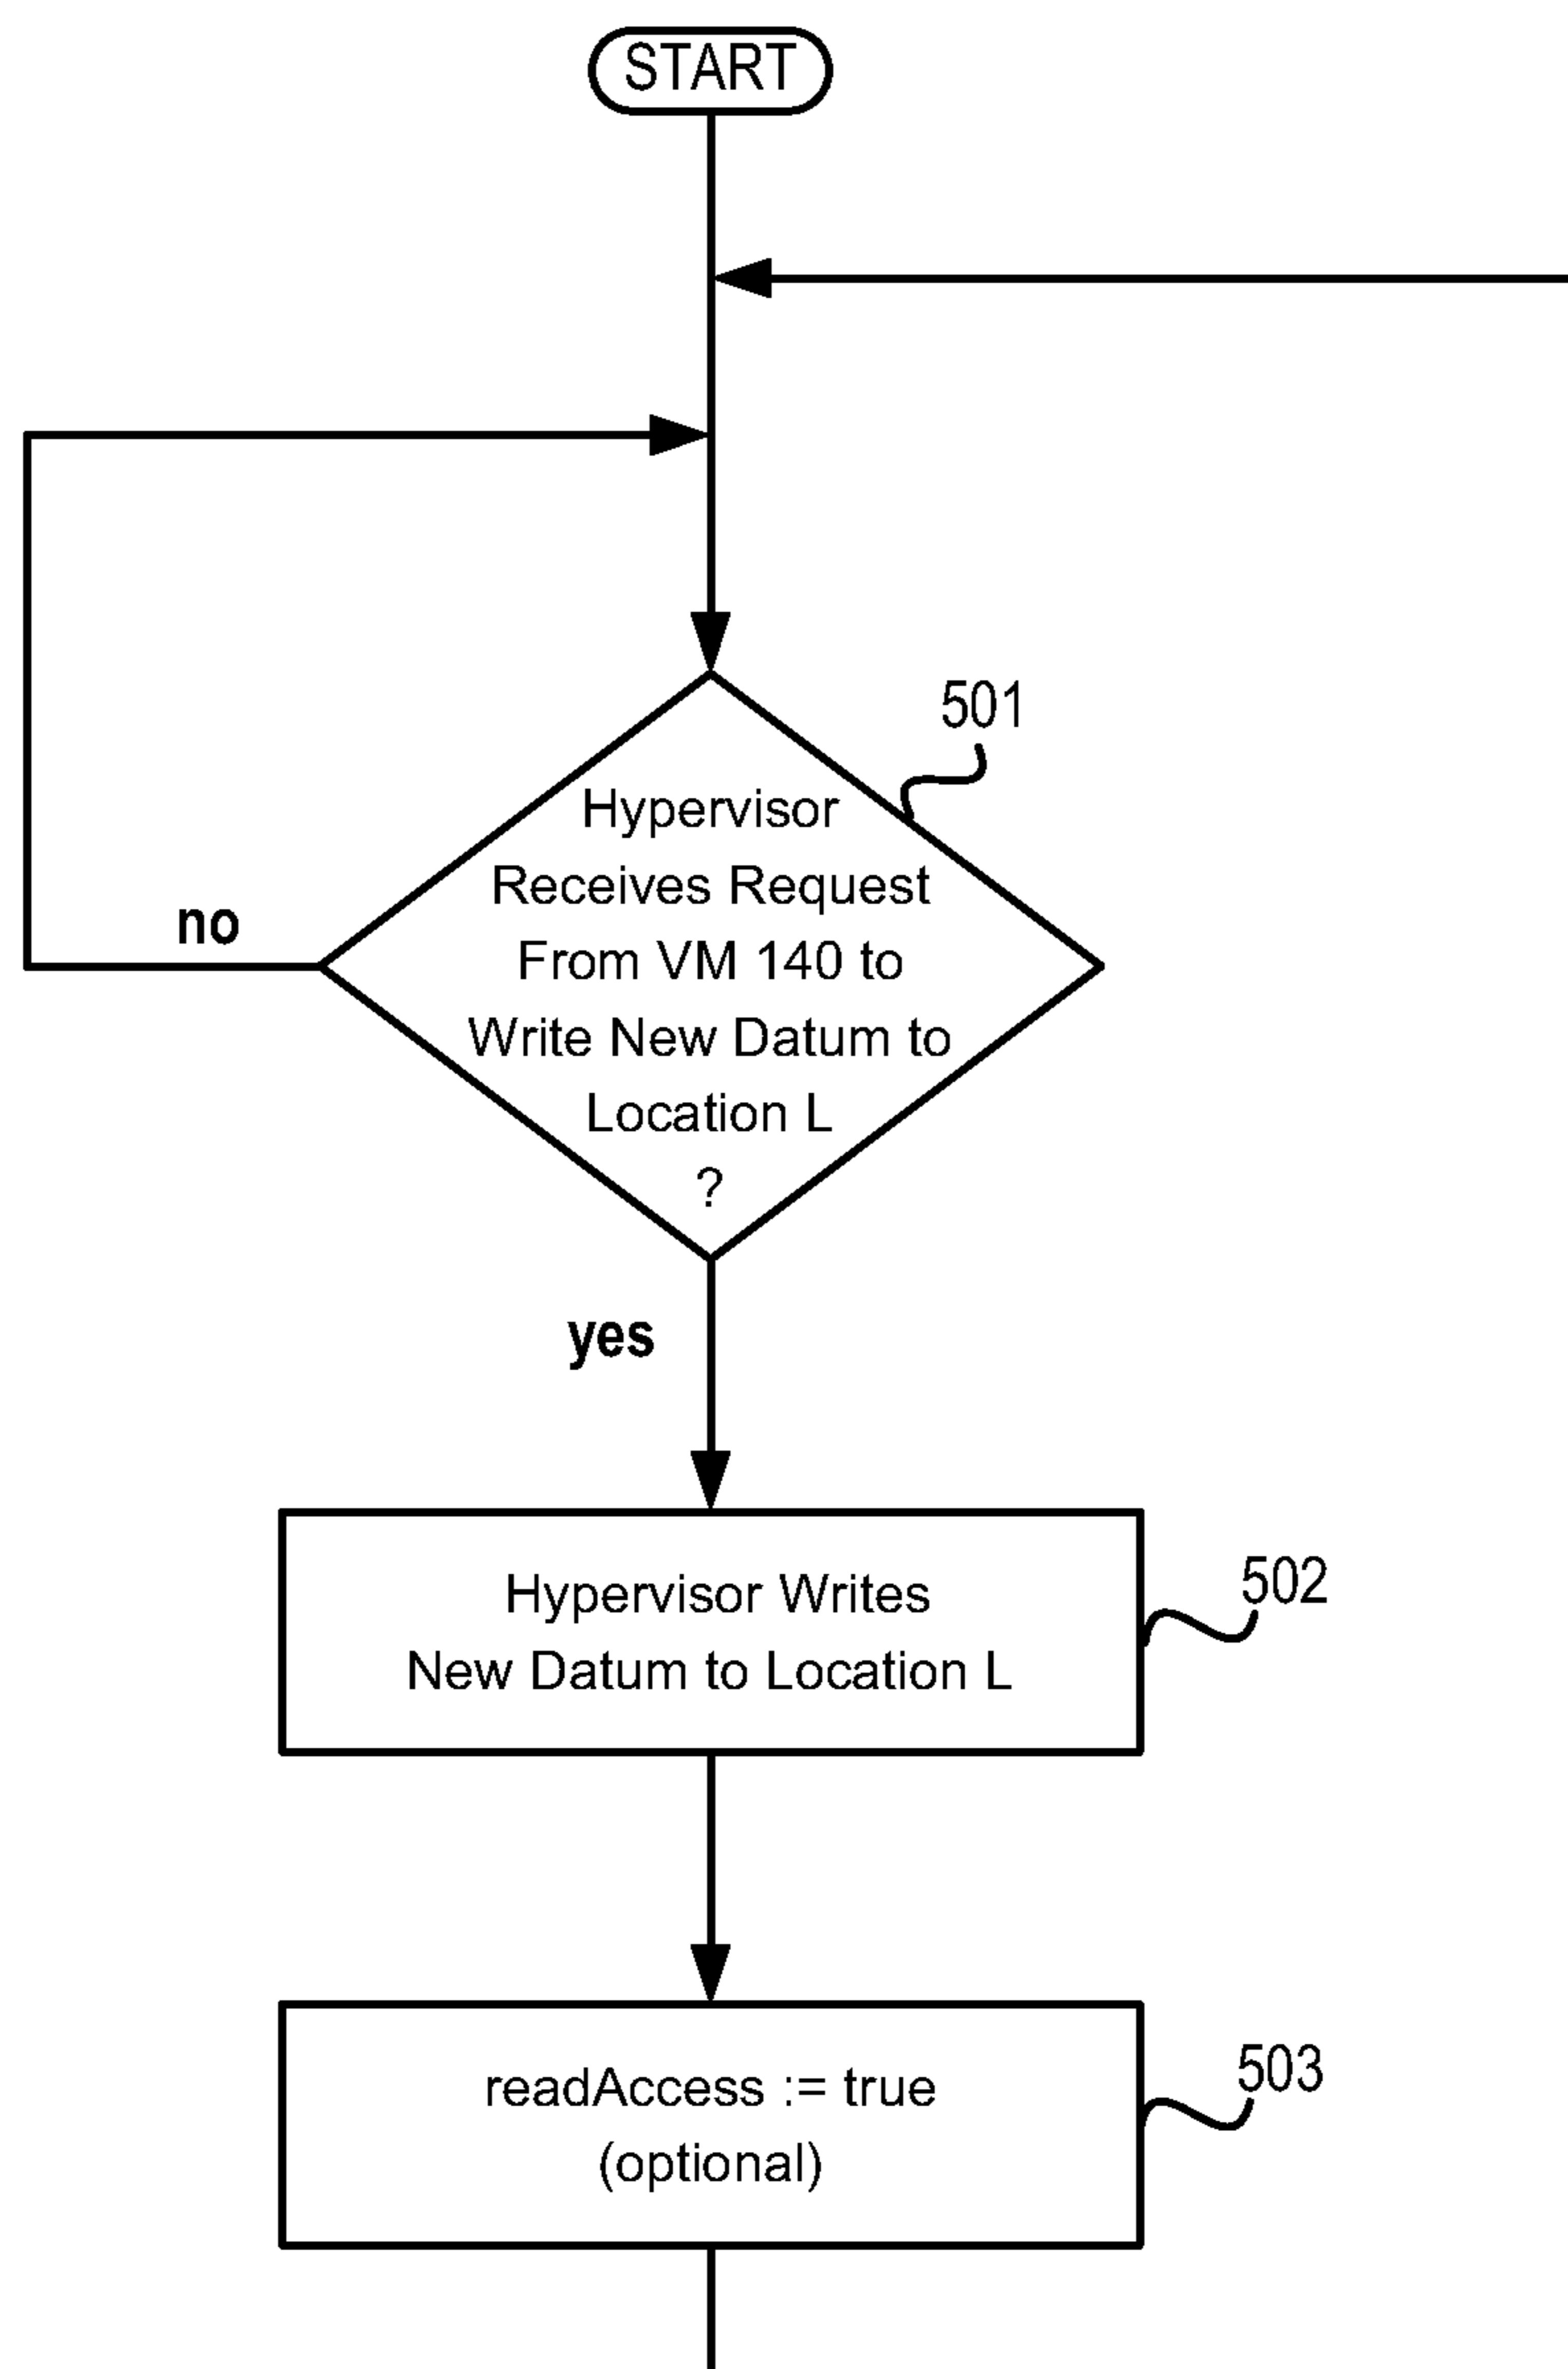 START
501
Hypervisor
Receives Request
From VM 140 to
Write New Datum to
Location L
?
no
yes
Hypervisor Writes
New Datum to Location L
502
readAccess := true
(optional)
503